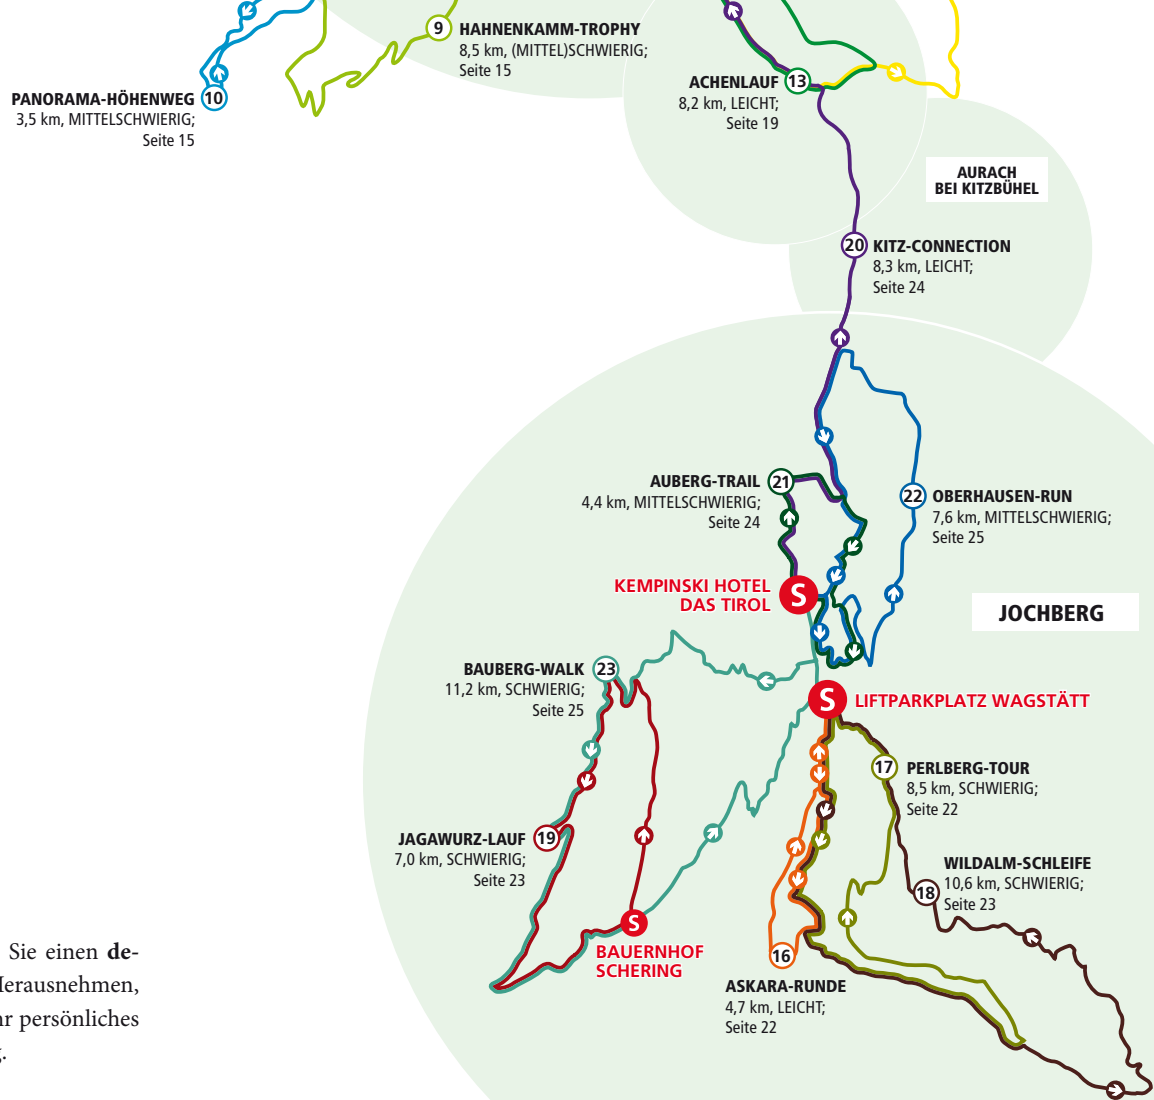 9
HAHNENKAMM-TROPHY
8,5 km, (MITTEL)SCHWIERIG;
Seite 15
PANORAMA-HÖHENWEG
10
3,5 km, MITTELSCHWIERIG;
Seite 15
ACHENLAUF
13
8,2 km, LEICHT;
Seite 19
AURACH
BEI KITZBÜHEL
20
KITZ-CONNECTION
8,3 km, LEICHT;
Seite 24
AUBERG-TRAIL
21
4,4 km, MITTELSCHWIERIG;
Seite 24
22
OBERHAUSEN-RUN
7,6 km, MITTELSCHWIERIG;
Seite 25
KEMPINSKI HOTEL
DAS TIROL
S
JOCHBERG
BAUBERG-WALK
23
11,2 km, SCHWIERIG;
Seite 25
S
LIFTPARKPLATZ WAGSTÄTT
17
PERLBERG-TOUR
8,5 km, SCHWIERIG;
Seite 22
JAGAWURZ-LAUF
19
7,0 km, SCHWIERIG;
Seite 23
18
WILDALM-SCHLEIFE
10,6 km, SCHWIERIG;
Seite 23
S
BAUERNHOF
SCHERING
16
ASKARA-RUNDE
4,7 km, LEICHT;
Seite 22
Sie einen de-
persönliches